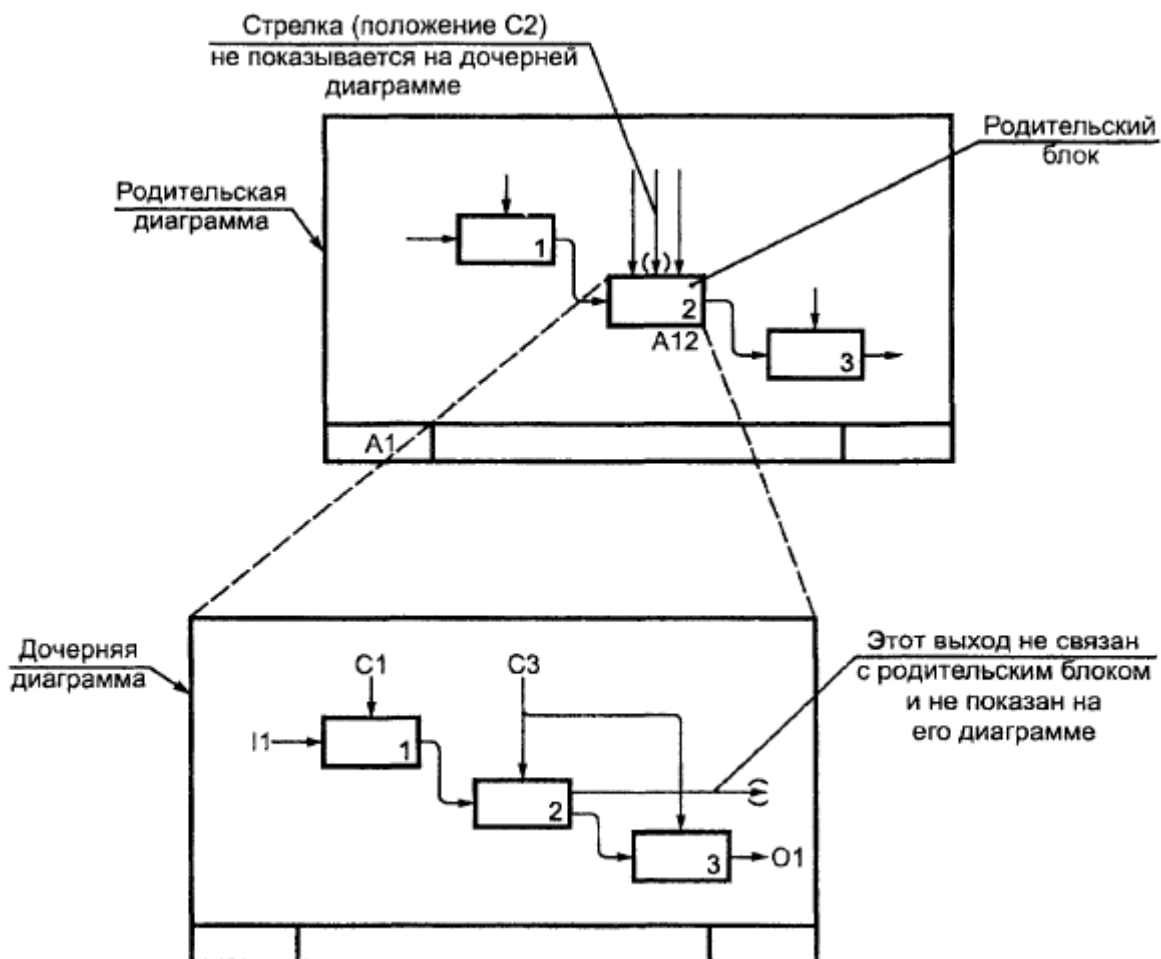 Стрелка (положение С2)
не показывается на дочерней
диаграмме
Родительский
блок
Родительская
диаграмма
1
( )
2
А12
3
А1
Дочерняя
диаграмма
С1
С3
Этот выход не связан
с родительским блоком
и не показан на
его диаграмме
I1
1
2
3
О1